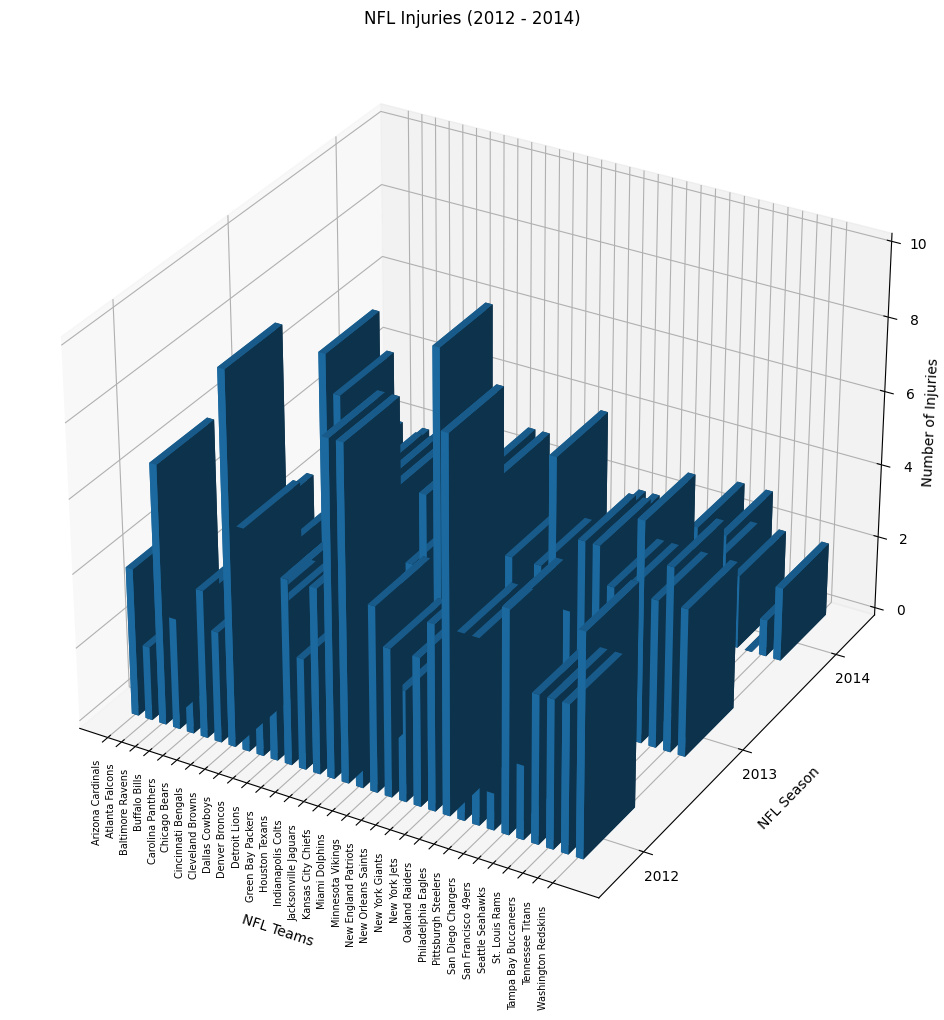 NFL Injuries (2012 - 2014)
10
8
6
4
2
0
Number of Injuries
2014
2013
2012
NFL Season
Arizona Cardinals
Atlanta Falcons
Baltimore Ravens
Buffalo Bills
Carolina Panthers
Chicago Bears
Cincinnati Bengals
Cleveland Browns
Dallas Cowboys
Denver Broncos
Detroit Lions
Green Bay Packers
Houston Texans
Indianapolis Colts
Jacksonville Jaguars
Kansas City Chiefs
Miami Dolphins
Minnesota Vikings
New England Patriots
New Orleans Saints
New York Giants
New York Jets
Oakland Raiders
Philadelphia Eagles
Pittsburgh Steelers
San Diego Chargers
San Francisco 49ers
Seattle Seahawks
St. Louis Rams
Tampa Bay Buccaneers
Tennessee Titans
Washington Redskins
NFL Teams